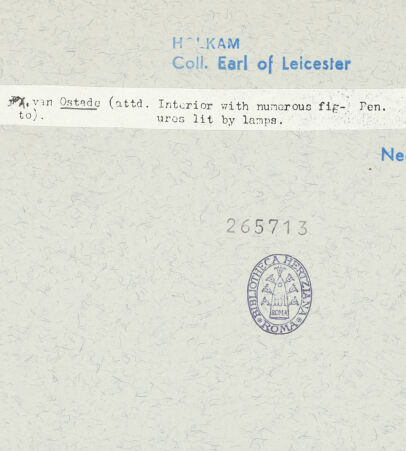 HOLKAM
Coll. Earl of Leicester
van Ostade (attd. Interior with numerous fig- Pen.
to). ures lit by lamps.
Ne
265713
BIBLIOTHECA HERTZIANA
ROMA
ROMA